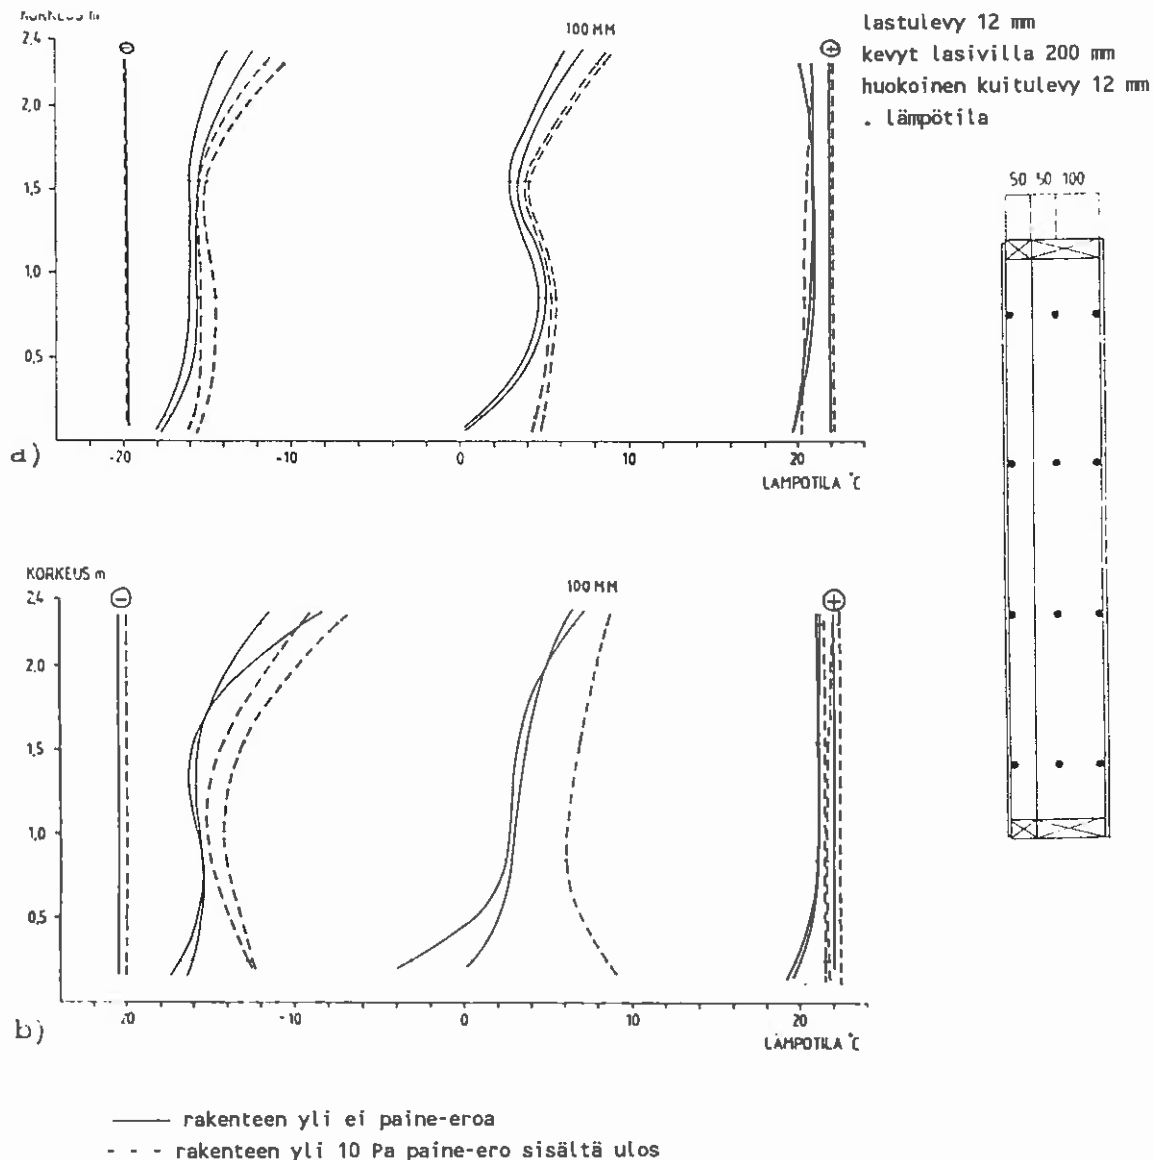 KORKEUS m
2,4
2,0
1,5
1,0
0,5
100 MM
lastulevy 12 mm
kevyt lasivilla 200 mm
huokoinen kuitulevy 12 mm
. lämpötila
50 50 100
a)
-20 -10 0 10 20
LAMPOTILA °C
KORKEUS m
2,4
2,0
1,5
1,0
0,5
100 MM
b)
20 -10 0 10 20
LÄMPOTILA °C
rakenteen yli ei paine-eroa
rakenteen yli 10 Pa paine-ero sisältä ulos